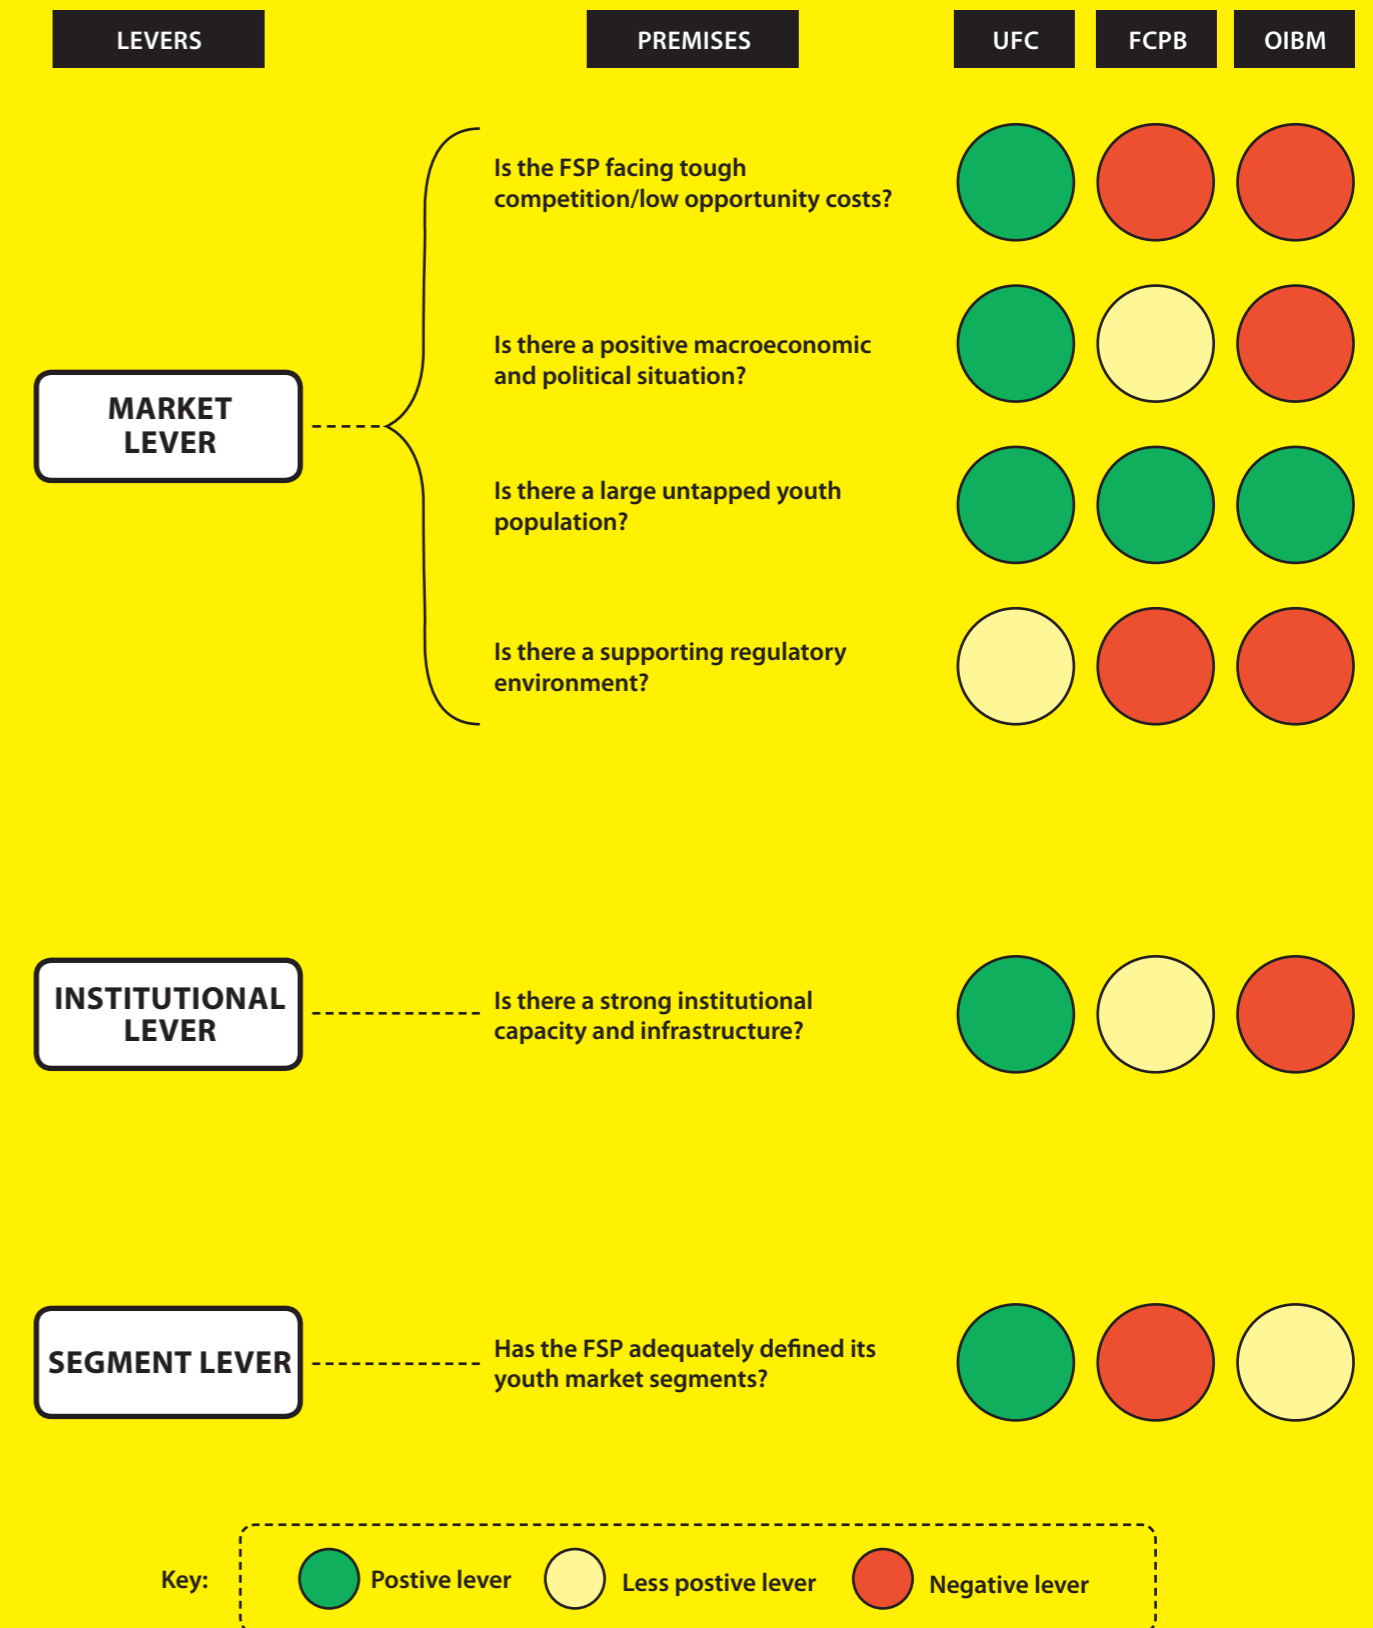 LEVERS
PREMISES
UFC
FCPB
OIBM
MARKET
LEVER
Is the FSP facing tough
competition/low opportunity costs?
Is there a positive macroeconomic
and political situation?
Is there a large untapped youth
population?
Is there a supporting regulatory
environment?
INSTITUTIONAL
LEVER
Is there a strong institutional
capacity and infrastructure?
SEGMENT LEVER
Has the FSP adequately defined its
youth market segments?
Key:
Postive lever
Less postive lever
Negative lever